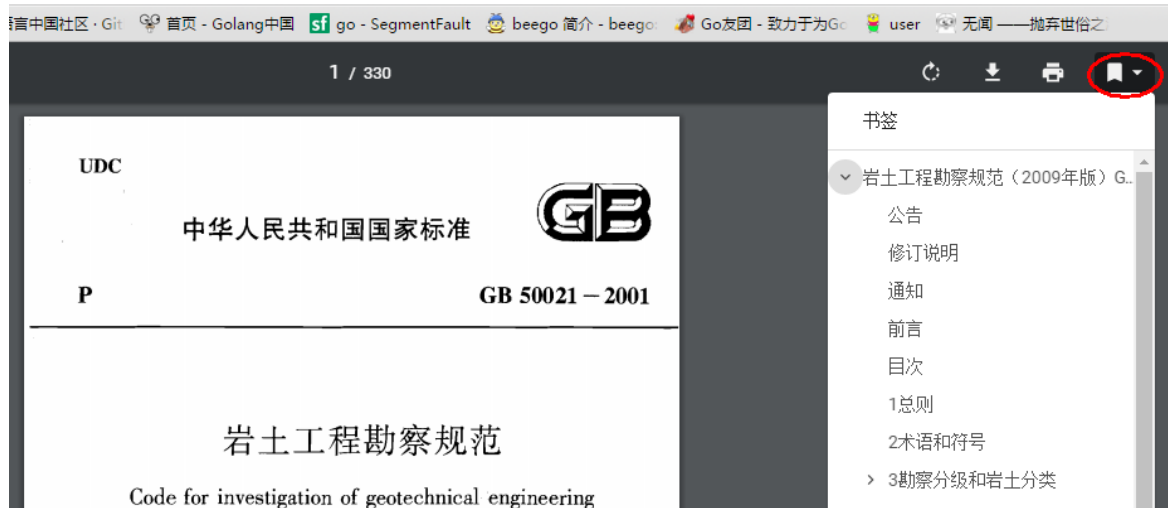 言中国社区 · Git 首页 - Golang中国 sf go - SegmentFault beego 简介 - beego: Go友团 - 致力于为Go user 无闻 ——抛弃世俗之
1 / 330
书签
岩土工程勘察规范（2009年版）G..
公告
修订说明
通知
前言
目次
1总则
2术语和符号
3勘察分级和岩土分类
UDC
中华人民共和国国家标准
GB
P GB 50021－2001
岩土工程勘察规范
Code for investigation of geotechnical engineering